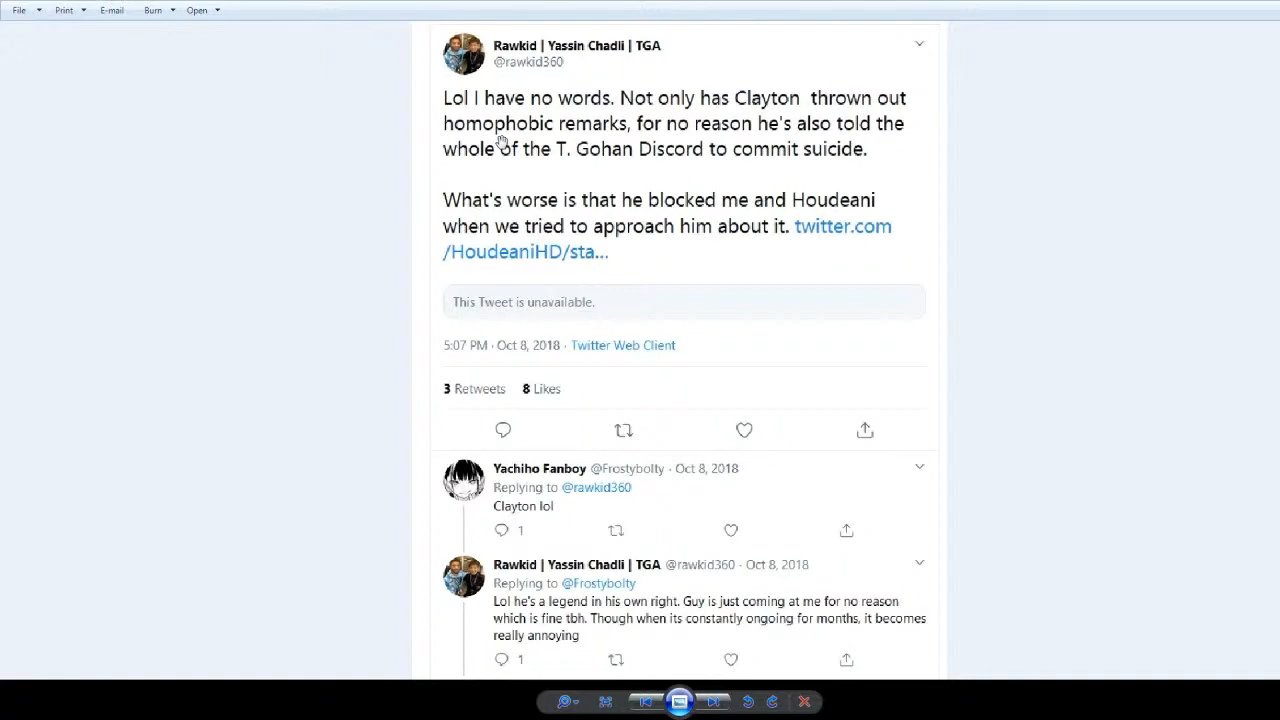 File Print E-mail Burn Open
Rawkid | Yassin Chadli | TGA
@rawkid360
Lol I have no words. Not only has Clayton thrown out
homophobic remarks, for no reason he's also told the
whole of the T. Gohan Discord to commit suicide.
What's worse is that he blocked me and Houdeani
when we tried to approach him about it. twitter.com
/HoudeaniHD/sta...
This Tweet is unavailable.
5:07 PM · Oct 8, 2018 · Twitter Web Client
3 Retweets 8 Likes
Yachiho Fanboy @Frostybolty · Oct 8, 2018
Replying to @rawkid360
Clayton lol
1
Rawkid | Yassin Chadli | TGA @rawkid360 · Oct 8, 2018
Replying to @Frostybolty
Lol he's a legend in his own right. Guy is just coming at me for no reason
which is fine tbh. Though when its constantly ongoing for months, it becomes
really annoying
1